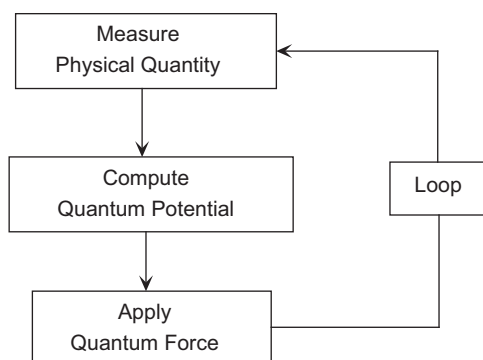 Measure
Physical Quantity
Compute
Quantum Potential
Loop
Apply
Quantum Force